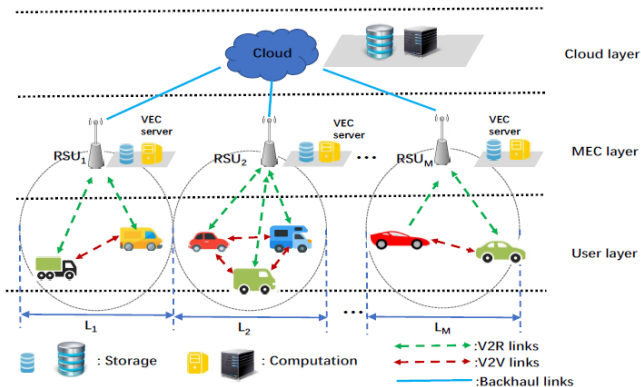 Cloud
Cloud layer
VEC
server
VEC
server
VEC
server
RSU1
RSU2
...
RSUM
MEC layer
User layer
L1
L2
...
LM
: Storage
: Computation
:V2R links
:V2V links
:Backhaul links